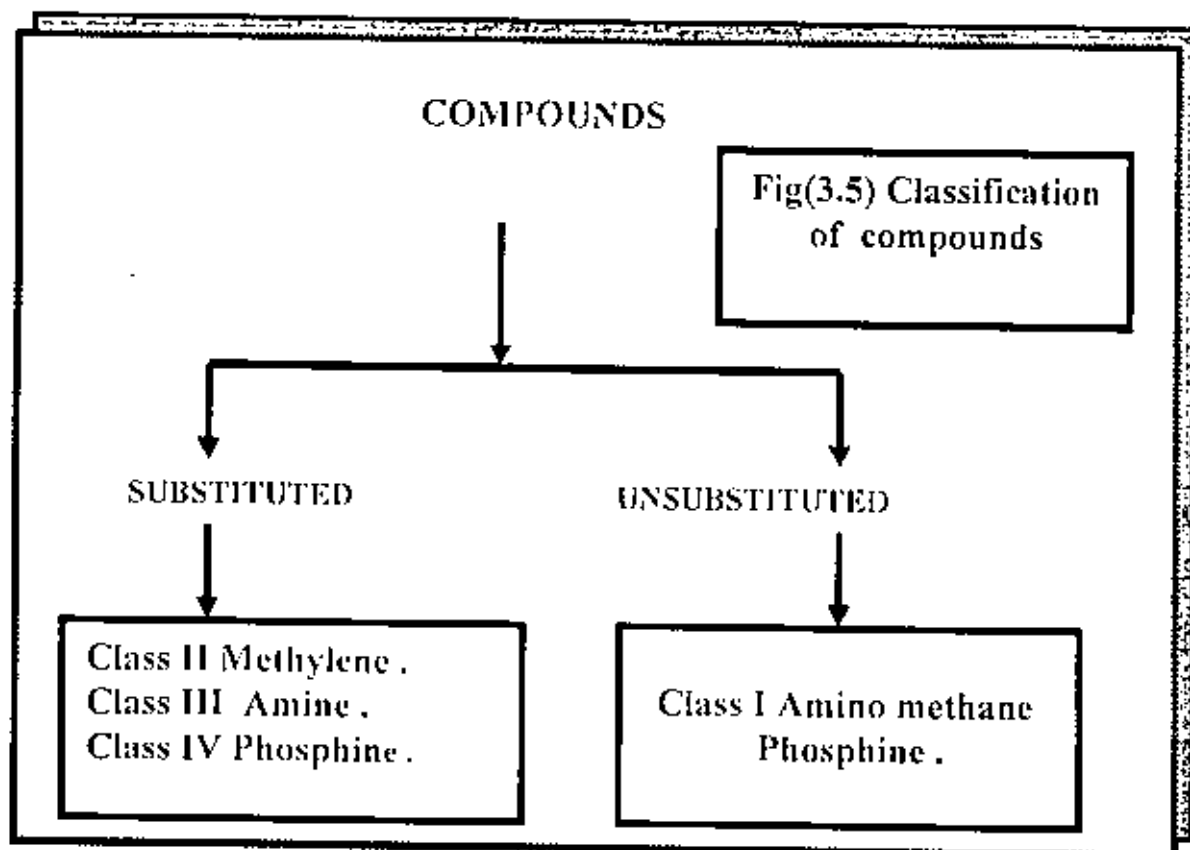 COMPOUNDS
Fig(3.5) Classification
of compounds
SUBSTITUTED
UNSUBSTITUTED
Class II Methylene .
Class III Amine .
Class IV Phosphine .
Class I Amino methane
Phosphine .